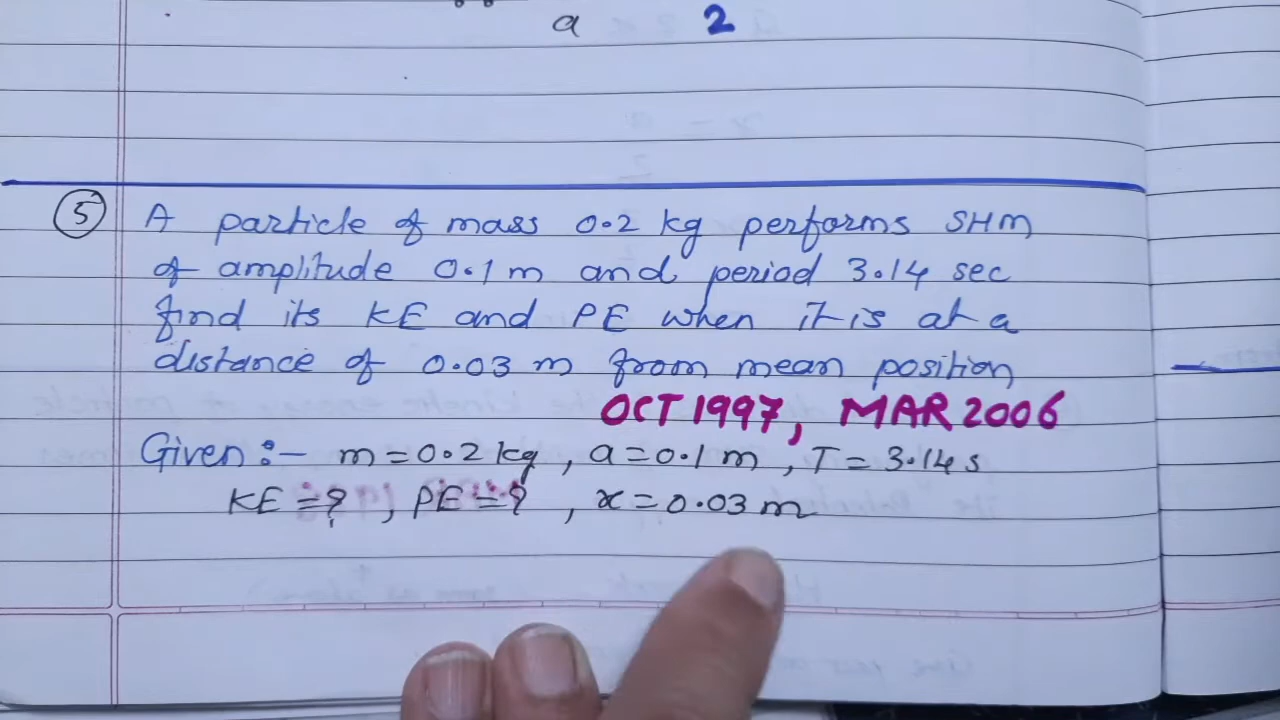 a 2
5 A particle of mass 0.2 kg performs SHM
of amplitude 0.1 m and period 3.14 sec
find its KE and PE when it is at a
distance of 0.03 m from mean position
OCT 1997, MAR 2006
Given :- m = 0.2 kg, a = 0.1 m, T = 3.14 s
KE = ?, PE = ?, x = 0.03 m